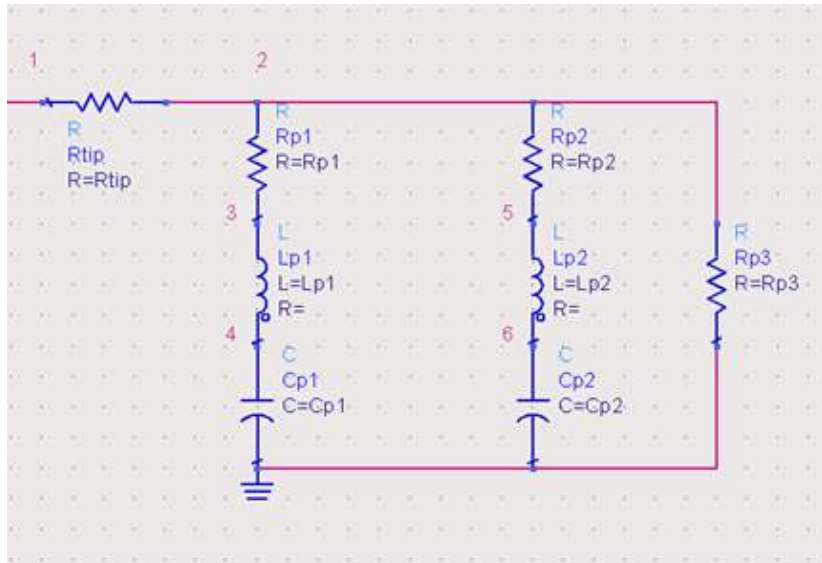 1
2
R
Rtip
R=Rtip
R
Rp1
R=Rp1
R
Rp2
R=Rp2
3
5
L
Lp1
L=Lp1
R=
L
Lp2
L=Lp2
R=
R
Rp3
R=Rp3
4
6
C
Cp1
C=Cp1
C
Cp2
C=Cp2